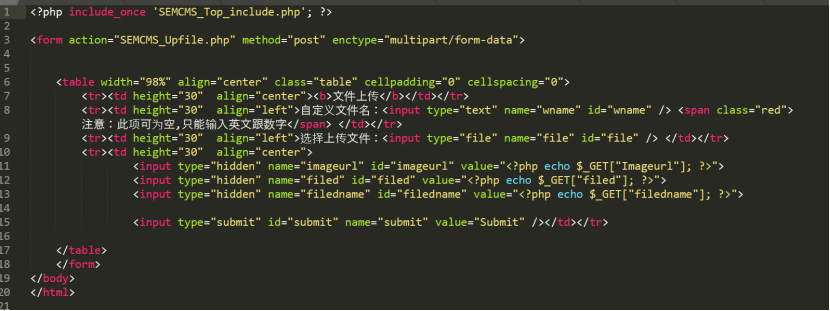 1 <?php include_once 'SEMCMS_Top_include.php'; ?>
2
3 <form action="SEMCMS_Upfile.php" method="post" enctype="multipart/form-data">
4
5
6 <table width="98%" align="center" class="table" cellpadding="0" cellspacing="0">
7 <tr><td height="30"  align="center"><b>文件上传</b></td></tr>
8 <tr><td height="30"  align="left">自定义文件名：<input type="text" name="wname" id="wname" /> <span class="red">
注意：此项可为空,只能输入英文跟数字</span> </td></tr>
9 <tr><td height="30"  align="left">选择上传文件：<input type="file" name="file" id="file" /> </td></tr>
10 <tr><td height="30"  align="center">
11 <input type="hidden" name="imageurl" id="imageurl" value="<?php echo $_GET["Imageurl"]; ?>">
12 <input type="hidden" name="filed" id="filed" value="<?php echo $_GET["filed"]; ?>">
13 <input type="hidden" name="filedname" id="filedname" value="<?php echo $_GET["filedname"]; ?>">
14
15 <input type="submit" id="submit" name="submit" value="Submit" /></td></tr>
16
17 </table>
18 </form>
19 </body>
20 </html>
21